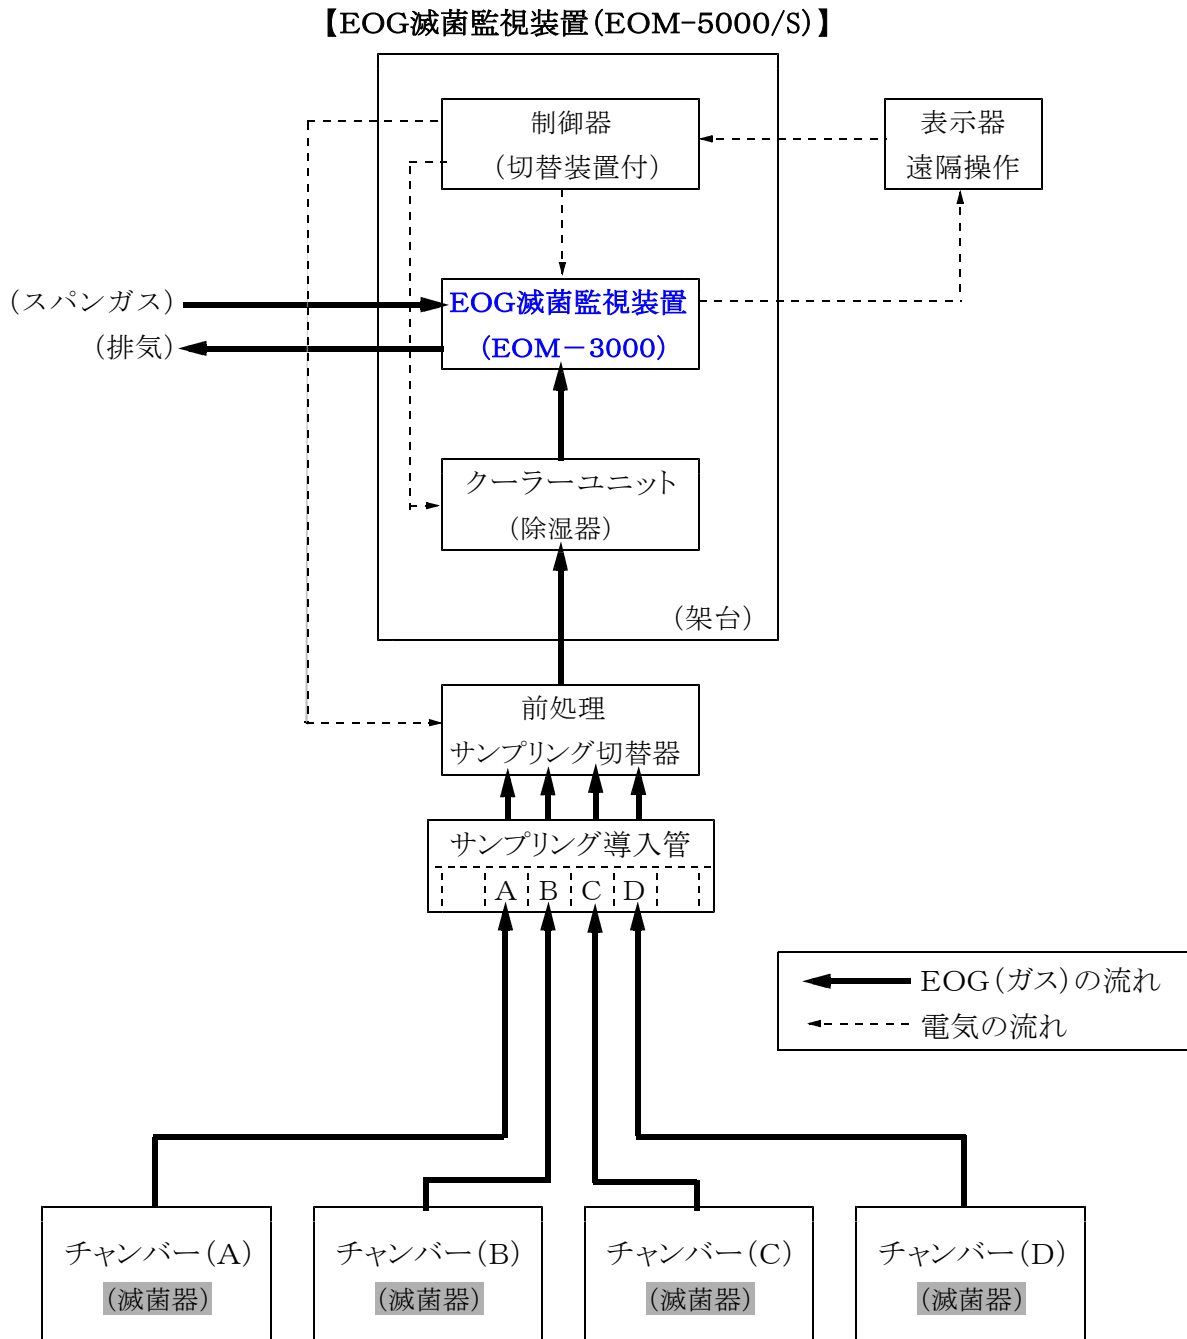 【EOG滅菌監視装置(EOM-5000/S)】
制御器
(切替装置付)
表示器
遠隔操作
(スパンガス)
(排気)
EOG滅菌監視装置
(EOM－3000)
クーラーユニット
(除湿器)
(架台)
前処理
サンプリング切替器
サンプリング導入管
A B C D
EOG(ガス)の流れ
電気の流れ
チャンバー(A)
(滅菌器)
チャンバー(B)
(滅菌器)
チャンバー(C)
(滅菌器)
チャンバー(D)
(滅菌器)